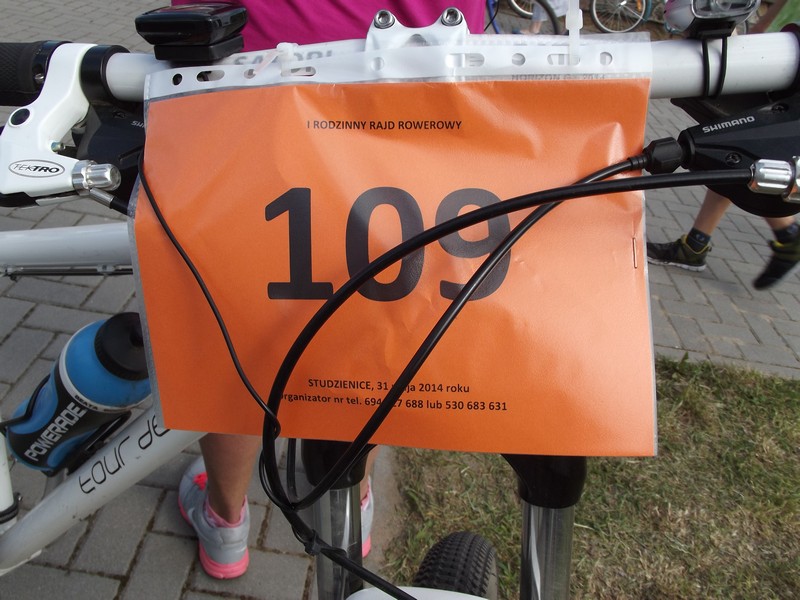 SHIMANO
TEKTRO
I RODZINNY RAJD ROWEROWY
109
STUDZIENICE, 31 maja 2014 roku
organizator nr tel. 688 lub 530 683 631
POWERADE
tour de